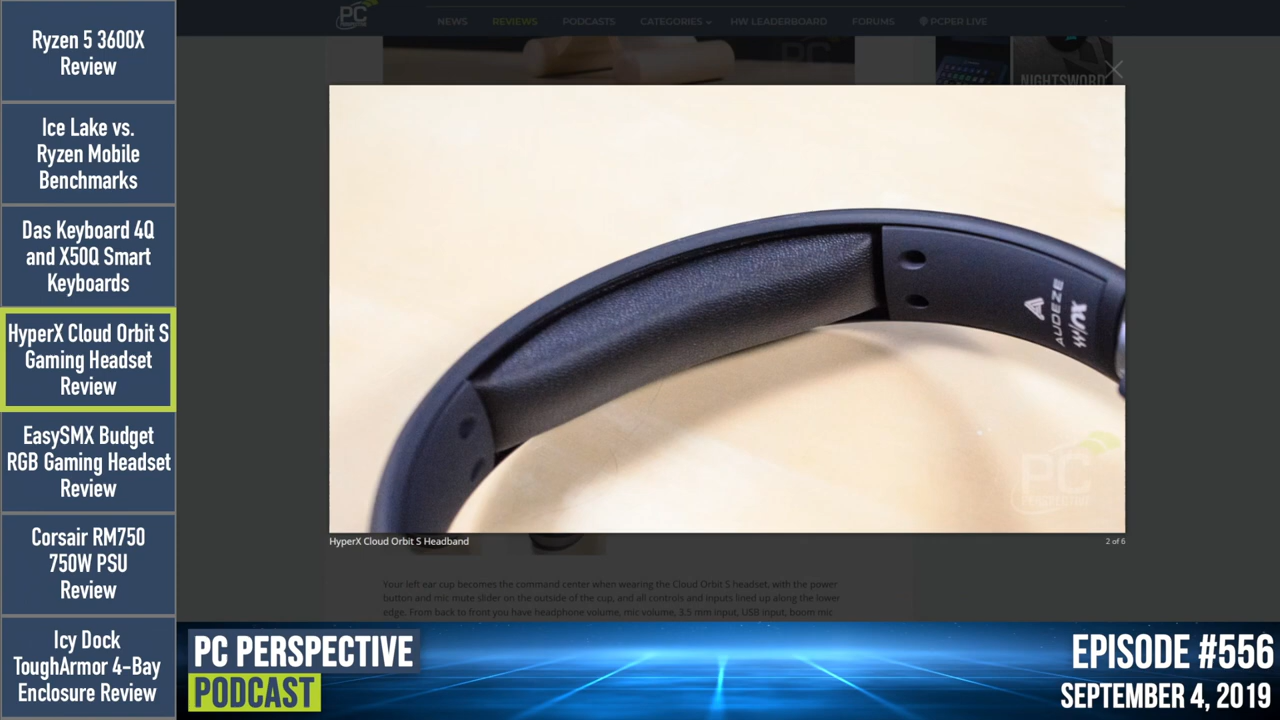 Ryzen 5 3600X
Review
Ice Lake vs.
Ryzen Mobile
Benchmarks
Das Keyboard 4Q
and X50Q Smart
Keyboards
HyperX Cloud Orbit S
Gaming Headset
Review
EasySMX Budget
RGB Gaming Headset
Review
Corsair RM750
750W PSU
Review
Icy Dock
ToughArmor 4-Bay
Enclosure Review
PC
NEWS REVIEWS PODCASTS CATEGORIES HW LEADERBOARD FORUMS PCPER LIVE
NIGHTSWORD
AUDEZE
PC
PERSPECTIVE
HyperX Cloud Orbit S Headband
2 of 6
Your left ear cup becomes the command center when wearing the Cloud Orbit S headset, with the power
button and mic mute slider on the outside of the cup, and all controls and inputs lined up along the lower
edge. From back to front you have headphone volume, mic volume, 3.5 mm input, USB input, boom mic
PC PERSPECTIVE
PODCAST
EPISODE #556
SEPTEMBER 4, 2019